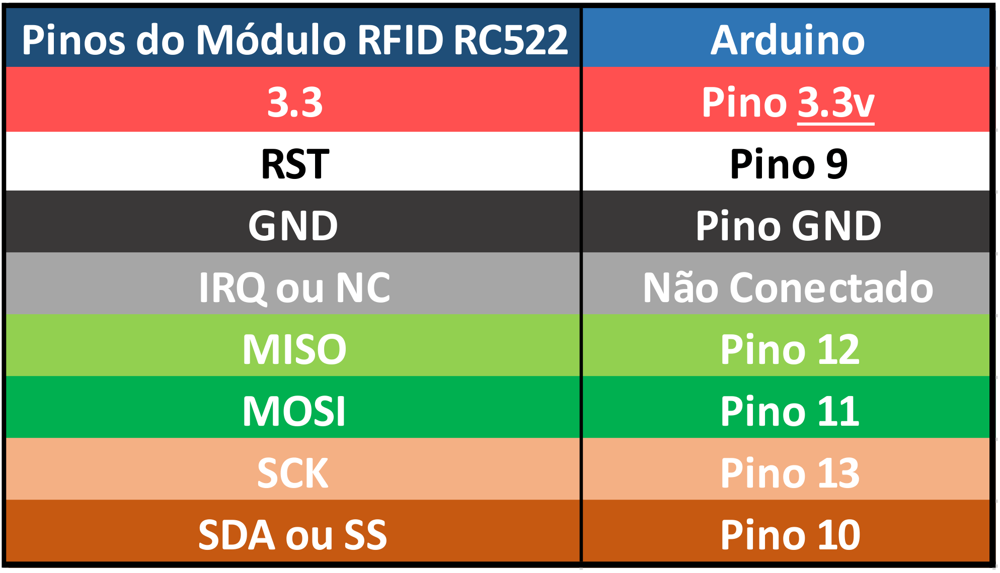 Pinos do Módulo RFID RC522 Arduino
3.3 Pino 3.3v
RST Pino 9
GND Pino GND
IRQ ou NC Não Conectado
MISO Pino 12
MOSI Pino 11
SCK Pino 13
SDA ou SS Pino 10